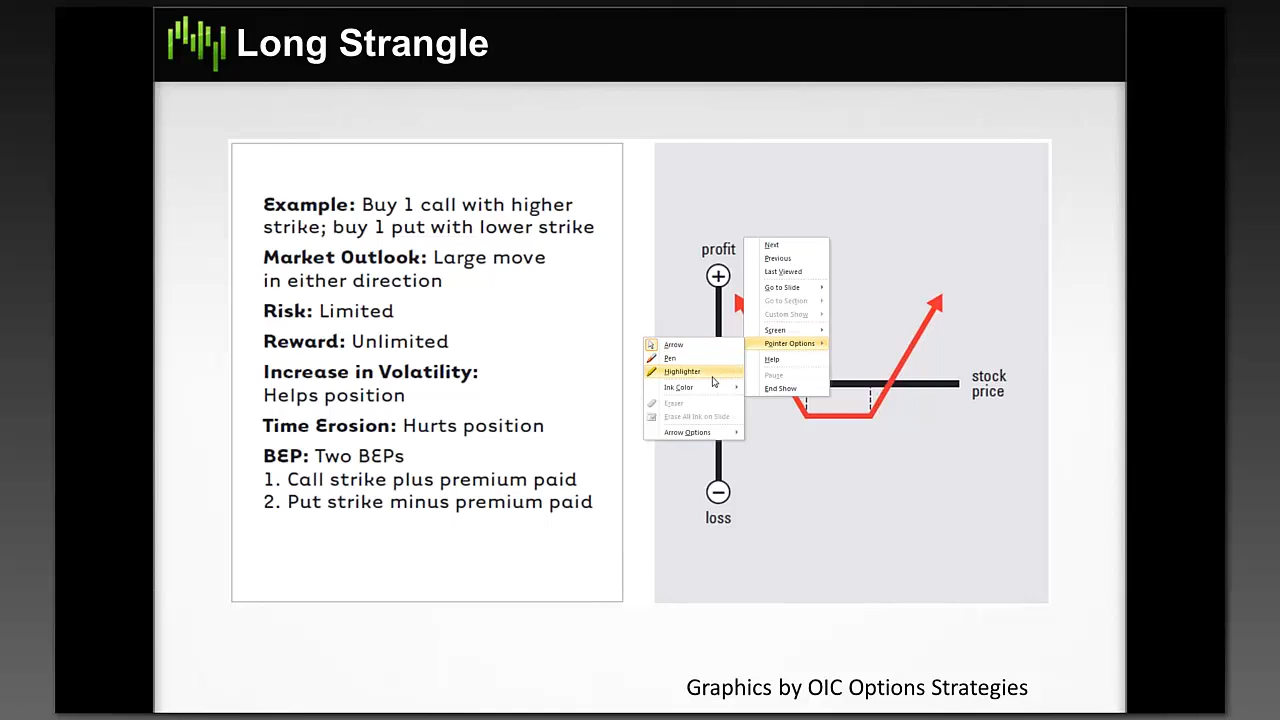 Long Strangle
Example: Buy 1 call with higher
strike; buy 1 put with lower strike
Market Outlook: Large move
in either direction
Risk: Limited
Reward: Unlimited
Increase in Volatility:
Helps position
Time Erosion: Hurts position
BEP: Two BEPs
1. Call strike plus premium paid
2. Put strike minus premium paid
profit
+
Next
Previous
Last Viewed
Go to Slide
Go to Section
Custom Show
Screen
Pointer Options
Help
Pause
End Show
Arrow
Pen
Highlighter
Ink Color
Eraser
Erase All Ink on Slide
Arrow Options
stock
price
−
loss
Graphics by OIC Options Strategies